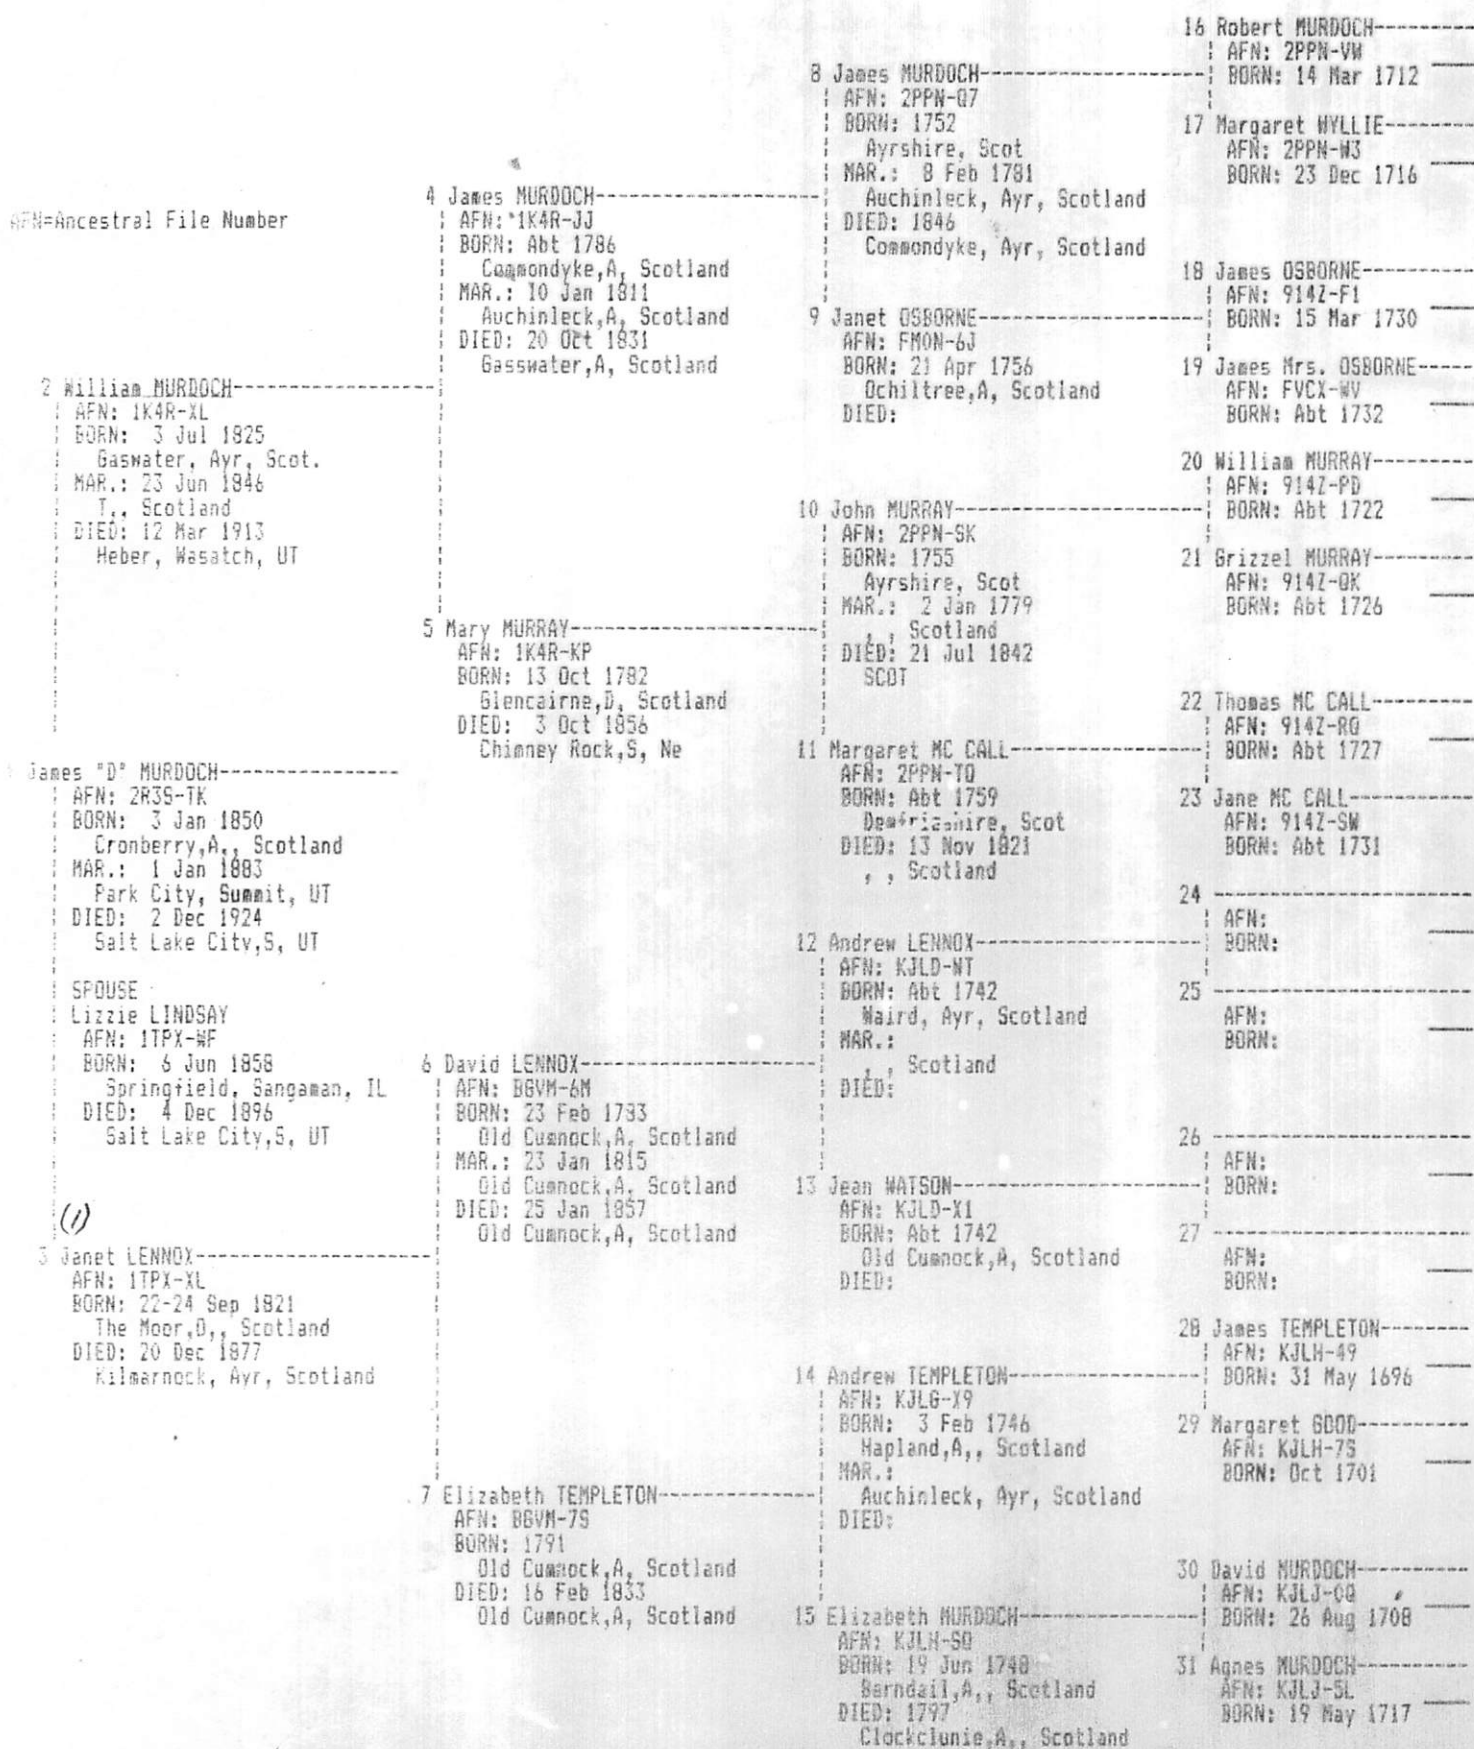 AFN=Ancestral File Number
1 James "D" MURDOCH
AFN: 2R3S-TK
BORN: 3 Jan 1850
Cronberry,A,, Scotland
MAR.: 1 Jan 1883
Park City, Summit, UT
DIED: 2 Dec 1924
Salt Lake City,S, UT
SPOUSE
Lizzie LINDSAY
AFN: 1TPX-WF
BORN: 6 Jun 1858
Springfield, Sangaman, IL
DIED: 4 Dec 1896
Salt Lake City,S, UT
(1)
2 William MURDOCH
AFN: 1K4R-XL
BORN: 3 Jul 1825
Gaswater, Ayr, Scot.
MAR.: 23 Jun 1846
T,, Scotland
DIED: 12 Mar 1913
Heber, Wasatch, UT
3 Janet LENNOX
AFN: 1TPX-XL
BORN: 22-24 Sep 1821
The Moor,O,, Scotland
DIED: 20 Dec 1877
Kilmarnock, Ayr, Scotland
4 James MURDOCH
AFN: 1K4R-JJ
BORN: Abt 1786
Commondyke,A, Scotland
MAR.: 10 Jan 1811
Auchinleck,A, Scotland
DIED: 20 Oct 1831
Gasswater,A, Scotland
5 Mary MURRAY
AFN: 1K4R-KP
BORN: 13 Oct 1782
Glencairne,D, Scotland
DIED: 3 Oct 1856
Chimney Rock,S, Ne
6 David LENNOX
AFN: BGVM-6M
BORN: 23 Feb
Old Cumnock,A, Scotland
MAR.: 23 Jan 1815
Old Cumnock,A, Scotland
DIED: 25 Jan 1857
Old Cumnock,A, Scotland
7 Elizabeth TEMPLETON
AFN: BGVM-7S
BORN: 1791
Old Cumnock,A, Scotland
DIED: 16 Feb 1833
Old Cumnock,A, Scotland
8 James MURDOCH
AFN: 2PPN-Q7
BORN: 1752
Ayrshire, Scot
MAR.: 8 Feb 1781
Auchinleck, Ayr, Scotland
DIED: 1846
Commondyke, Ayr, Scotland
9 Janet OSBORNE
AFN: FMQN-6J
BORN: 21 Apr 1756
Ochiltree,A, Scotland
DIED:
10 John MURRAY
AFN: 2PPN-SK
BORN: 1755
Ayrshire, Scot
MAR.: 2 Jan 1779
, , Scotland
DIED: 21 Jul 1842
SCOT
11 Margaret MC CALL
AFN: 2PPN-TQ
BORN: Abt 1759
Scot
DIED: 13 Nov 1821
, , Scotland
12 Andrew LENNOX
AFN: KJLD-WT
BORN: Abt 1742
Waird, Ayr, Scotland
MAR.:
, , Scotland
DIED:
13 Jean WATSON
AFN: KJLD-X1
BORN: Abt 1742
Old Cumnock,A, Scotland
DIED:
14 Andrew TEMPLETON
AFN: KJLG-X9
BORN: 3 Feb 1746
Hapland,A,, Scotland
MAR.:
Auchinleck, Ayr, Scotland
DIED:
15 Elizabeth MURDOCH
AFN: KJLH-SQ
BORN: 19 Jun 1748
Barndail,A,, Scotland
DIED: 1797
Clockclunie,A,, Scotland
16 Robert MURDOCH
AFN: 2PPN-VW
BORN: 14 Mar 1712
17 Margaret WYLLIE
AFN: 2PPN-W3
BORN: 23 Dec 1716
18 James OSBORNE
AFN: 914Z-F1
BORN: 15 Mar 1730
19 James Mrs. OSBORNE
AFN: FVCX-WV
BORN: Abt 1732
20 William MURRAY
AFN: 914Z-PD
BORN: Abt 1722
21 Grizzel MURRAY
AFN: 914Z-QK
BORN: Abt 1726
22 Thomas MC CALL
AFN: 914Z-RQ
BORN: Abt 1727
23 Jane MC CALL
AFN: 914Z-SW
BORN: Abt 1731
24
AFN:
BORN:
25
AFN:
BORN:
26
AFN:
BORN:
27
AFN:
BORN:
28 James TEMPLETON
AFN: KJLH-49
BORN: 31 May 1696
29 Margaret GOOD
AFN: KJLH-7S
BORN: Oct 1701
30 David MURDOCH
AFN: KJLJ-0Q
BORN: 26 Aug 1708
31 Agnes MURDOCH
AFN: KJLJ-5L
BORN: 19 May 1717